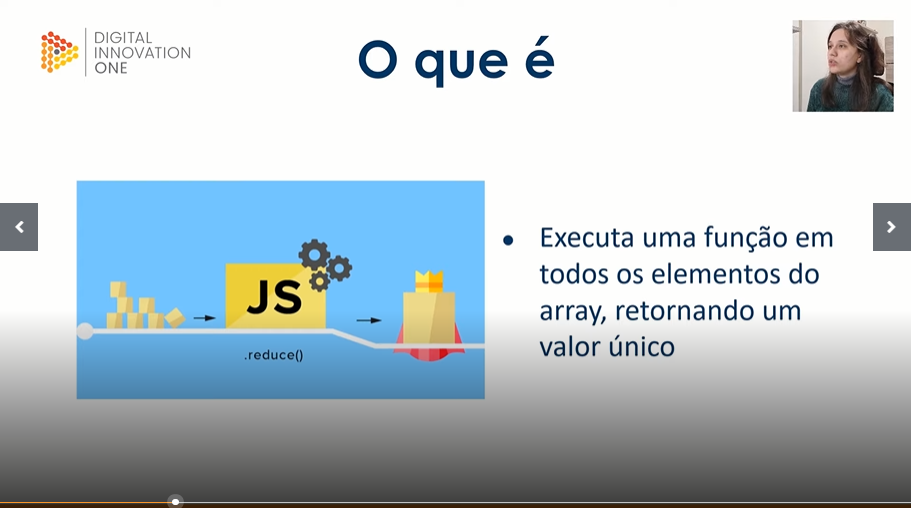 DIGITAL
INNOVATION
ONE
O que é
JS
.reduce()
• Executa uma função em
todos os elementos do
array, retornando um
valor único